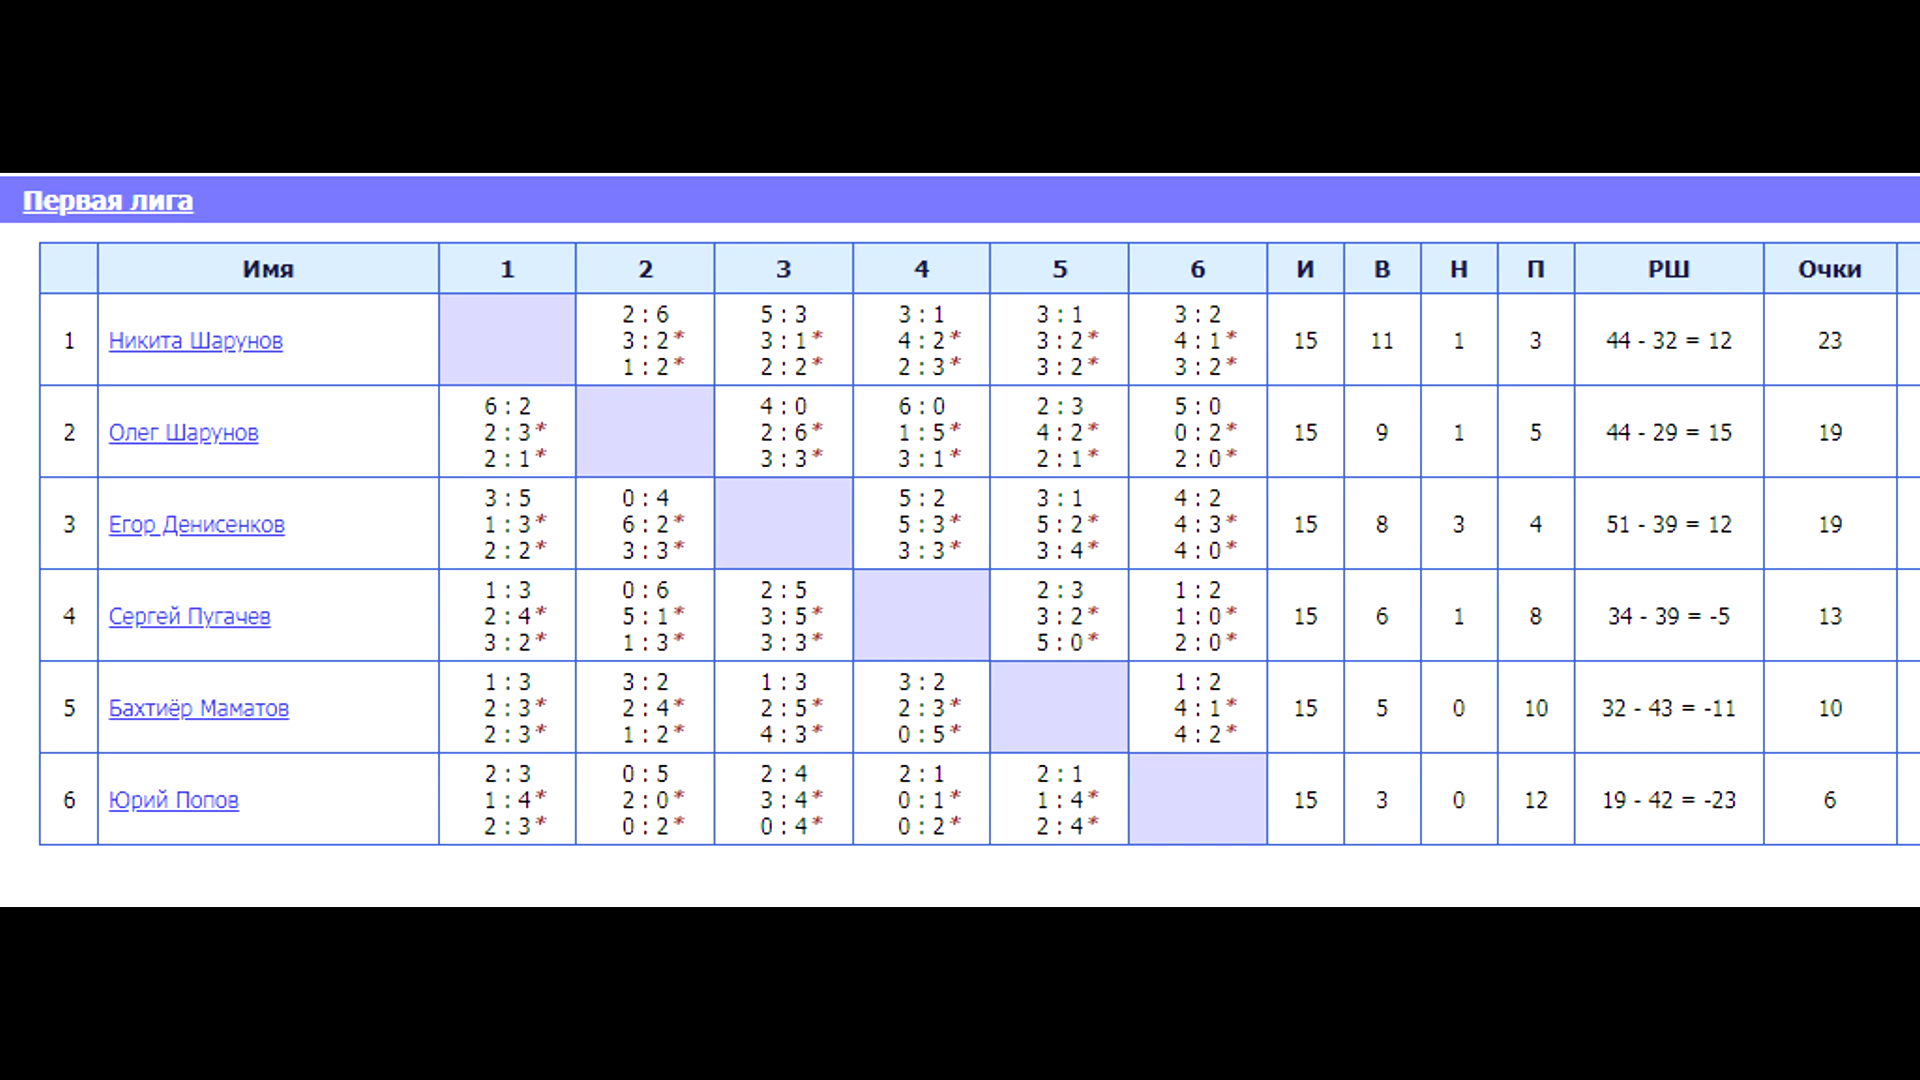 Первая лига
Имя 1 2 3 4 5 6 И В Н П РШ Очки
1 Никита Шарунов 2 : 6 5 : 3 3 : 1 3 : 1 3 : 2 15 11 1 3 44 - 32 = 12 23
3 : 2* 3 : 1* 4 : 2* 3 : 2* 4 : 1*
1 : 2* 2 : 2* 2 : 3* 3 : 2* 3 : 2*
2 Олег Шарунов 6 : 2 4 : 0 6 : 0 2 : 3 5 : 0 15 9 1 5 44 - 29 = 15 19
2 : 3* 2 : 6* 1 : 5* 4 : 2* 0 : 2*
2 : 1* 3 : 3* 3 : 1* 2 : 1* 2 : 0*
3 Егор Денисенков 3 : 5 0 : 4 5 : 2 3 : 1 4 : 2 15 8 3 4 51 - 39 = 12 19
1 : 3* 6 : 2* 5 : 3* 5 : 2* 4 : 3*
2 : 2* 3 : 3* 3 : 3* 3 : 4* 4 : 0*
4 Сергей Пугачев 1 : 3 0 : 6 2 : 5 2 : 3 1 : 2 15 6 1 8 34 - 39 = -5 13
2 : 4* 5 : 1* 3 : 5* 3 : 2* 1 : 0*
3 : 2* 1 : 3* 3 : 3* 5 : 0* 2 : 0*
5 Бахтиёр Маматов 1 : 3 3 : 2 1 : 3 3 : 2 1 : 2 15 5 0 10 32 - 43 = -11 10
2 : 3* 2 : 4* 2 : 5* 2 : 3* 4 : 1*
2 : 3* 1 : 2* 4 : 3* 0 : 5* 4 : 2*
6 Юрий Попов 2 : 3 0 : 5 2 : 4 2 : 1 2 : 1 15 3 0 12 19 - 42 = -23 6
1 : 4* 2 : 0* 3 : 4* 0 : 1* 1 : 4*
2 : 3* 0 : 2* 0 : 4* 0 : 2* 2 : 4*